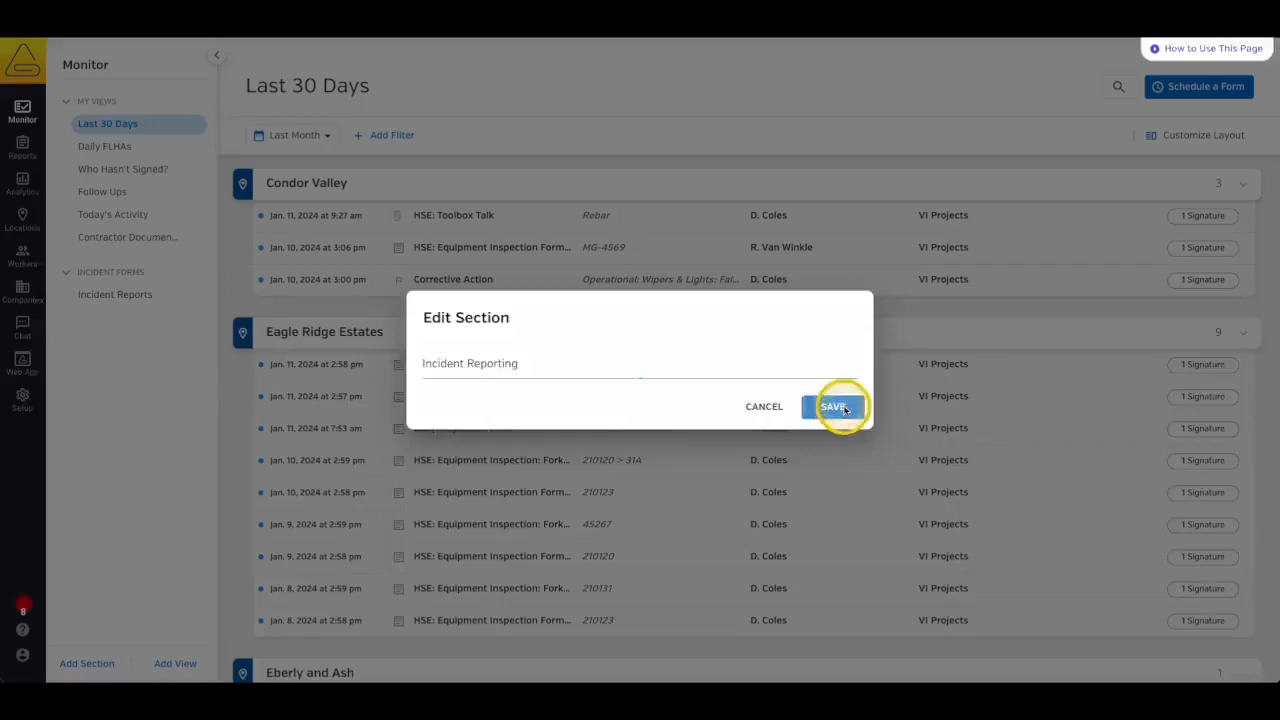 How to Use This Page
Monitor
Reports
Analytics
Locations
Workers
Companies
Chat
Web App
Setup
8
Monitor
MY VIEWS
Last 30 Days
Daily FLHAs
Who Hasn't Signed?
Follow Ups
Today's Activity
Contractor Documen...
INCIDENT FORMS
Incident Reports
Add Section
Add View
Last 30 Days
Schedule a Form
Last Month
Add Filter
Customize Layout
Condor Valley 3
Jan. 11, 2024 at 9:27 am HSE: Toolbox Talk Rebar D. Coles VI Projects 1 Signature
Jan. 10, 2024 at 3:06 pm HSE: Equipment Inspection Form... MG-4569 R. Van Winkle VI Projects 1 Signature
Jan. 10, 2024 at 3:00 pm Corrective Action Operational: Wipers & Lights: Fai... D. Coles VI Projects 1 Signature
Eagle Ridge Estates 9
Jan. 11, 2024 at 2:58 pm VI Projects 1 Signature
Jan. 11, 2024 at 2:57 pm VI Projects 1 Signature
Jan. 11, 2024 at 7:53 am VI Projects 1 Signature
Jan. 10, 2024 at 2:59 pm HSE: Equipment Inspection: Fork... 210120 > 31A D. Coles VI Projects 1 Signature
Jan. 10, 2024 at 2:58 pm HSE: Equipment Inspection Form... 210123 D. Coles VI Projects 1 Signature
Jan. 9, 2024 at 2:59 pm HSE: Equipment Inspection: Fork... 45267 D. Coles VI Projects 1 Signature
Jan. 9, 2024 at 2:58 pm HSE: Equipment Inspection Form... 210120 D. Coles VI Projects 1 Signature
Jan. 8, 2024 at 2:59 pm HSE: Equipment Inspection Form... 210131 D. Coles VI Projects 1 Signature
Jan. 8, 2024 at 2:58 pm HSE: Equipment Inspection Form... 210123 D. Coles VI Projects 1 Signature
Eberly and Ash 1
Edit Section
Incident Reporting
CANCEL SAVE